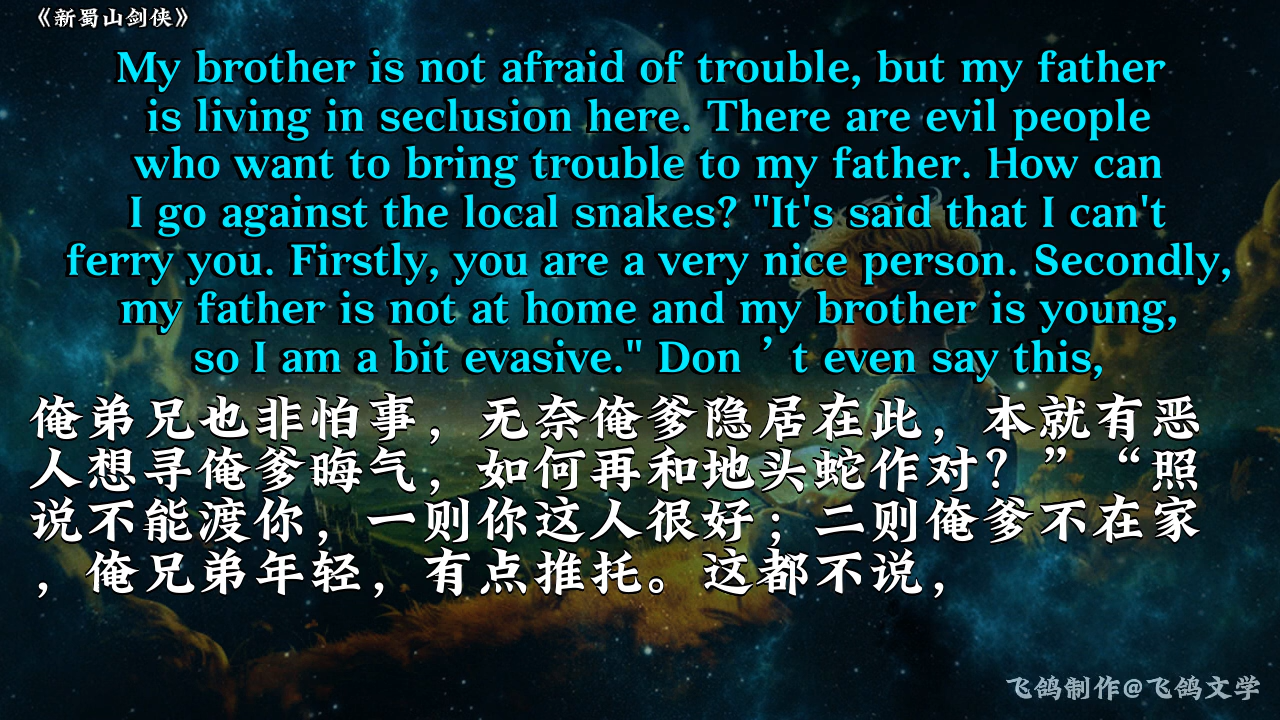 《新蜀山剑侠》
My brother is not afraid of trouble, but my father
is living in seclusion here. There are evil people
who want to bring trouble to my father. How can
I go against the local snakes? "It's said that I can't
ferry you. Firstly, you are a very nice person. Secondly,
my father is not at home and my brother is young,
so I am a bit evasive." Don ’ t even say this,
俺弟兄也非怕事，无奈俺爹隐居在此，本就有恶
人想寻俺爹晦气，如何再和地头蛇作对？”“照
说不能渡你，一则你这人很好；二则俺爹不在家
，俺兄弟年轻，有点推托。这都不说，
飞鸽制作@飞鸽文学